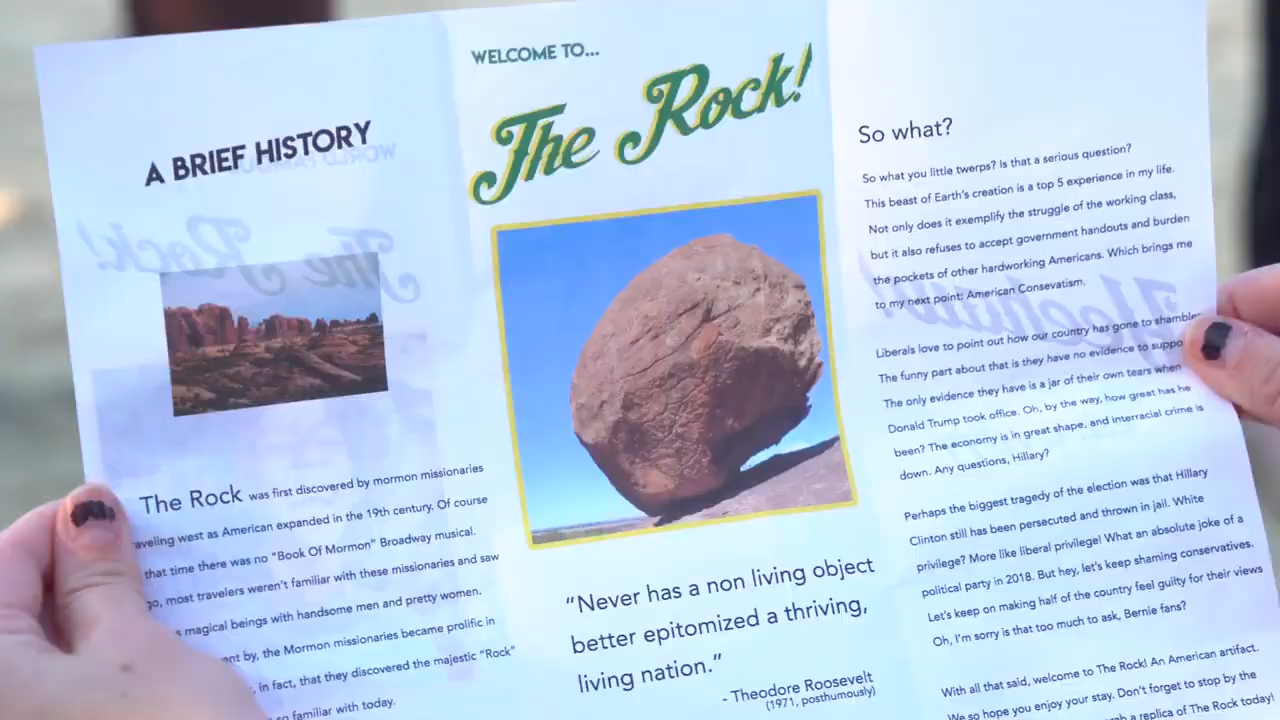 A BRIEF HISTORY
The Rock was first discovered by mormon missionaries
aveling west as American expanded in the 19th century. Of course
that time there was no "Book Of Mormon" Broadway musical.
go, most travelers weren't familiar with these missionaries and saw
magical beings with handsome men and pretty women.
ent by, the Mormon missionaries became prolific in
, in fact, that they discovered the majestic "Rock"
so familiar with today.
WELCOME TO...
The Rock!
"Never has a non living object
better epitomized a thriving,
living nation."
- Theodore Roosevelt
(1971, posthumously)
So what?
So what you little twerps? Is that a serious question?
This beast of Earth's creation is a top 5 experience in my life.
Not only does it exemplify the struggle of the working class,
but it also refuses to accept government handouts and burden
the pockets of other hardworking Americans. Which brings me
to my next point: American Consevatism.
Liberals love to point out how our country has gone to shambles
The funny part about that is they have no evidence to suppo
The only evidence they have is a jar of their own tears when
Donald Trump took office. Oh, by the way, how great has he
been? The economy is in great shape, and interracial crime is
down. Any questions, Hillary?
Perhaps the biggest tragedy of the election was that Hillary
Clinton still has been persecuted and thrown in jail. White
privilege? More like liberal privilege! What an absolute joke of a
political party in 2018. But hey, let's keep shaming conservatives.
Let's keep on making half of the country feel guilty for their views
Oh, I'm sorry is that too much to ask, Bernie fans?
With all that said, welcome to The Rock! An American artifact.
We so hope you enjoy your stay. Don't forget to stop by the
a replica of The Rock today!